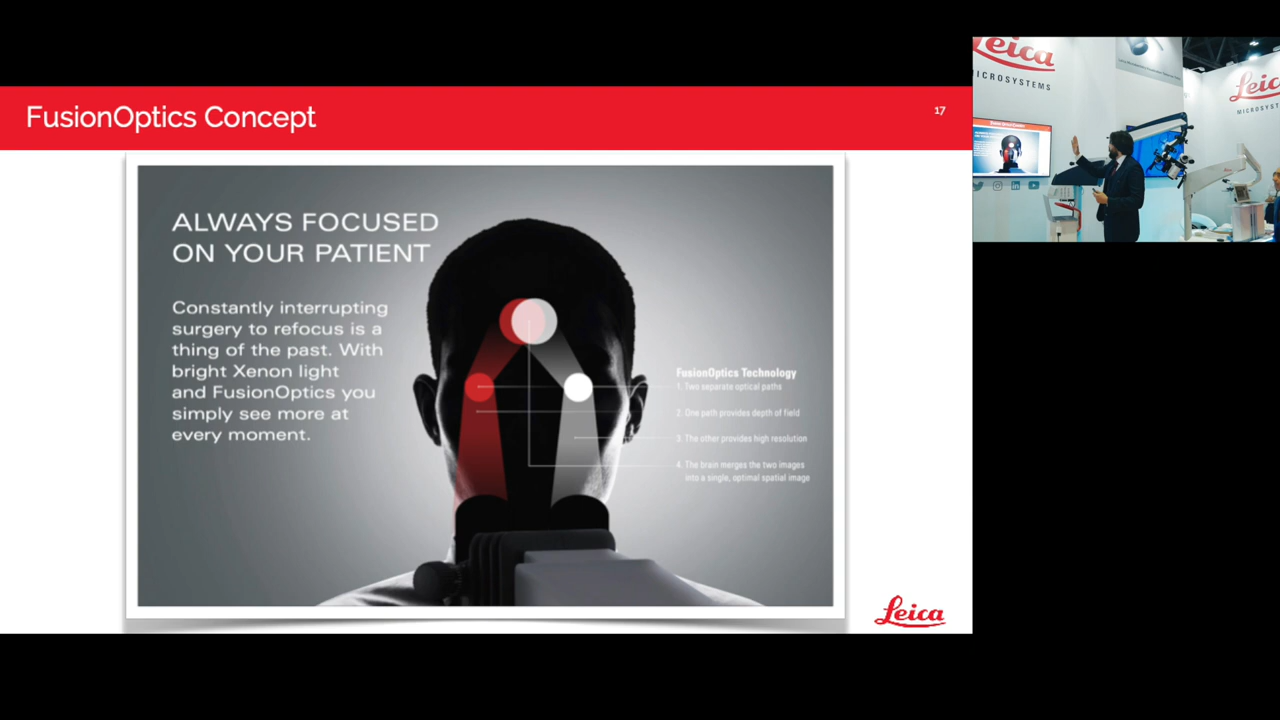 FusionOptics Concept
17
ALWAYS FOCUSED
ON YOUR PATIENT
Constantly interrupting
surgery to refocus is a
thing of the past. With
bright Xenon light
and FusionOptics you
simply see more at
every moment.
FusionOptics Technology
1. Two separate optical paths
2. One path provides depth of field
3. The other provides high resolution
4. The brain merges the two images
into a single, optimal spatial image
Leica
Leica
MICROSYSTEMS
Leic
MICROSYST